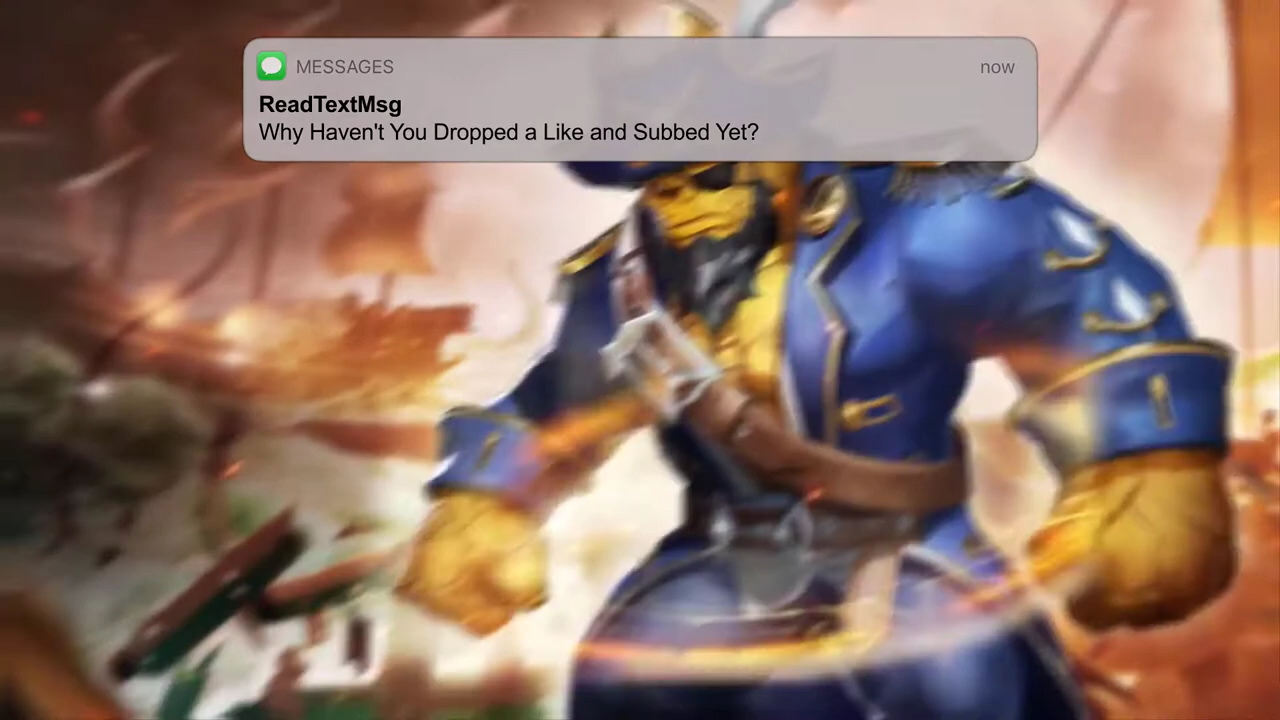 MESSAGES
now
ReadTextMsg
Why Haven't You Dropped a Like and Subbed Yet?